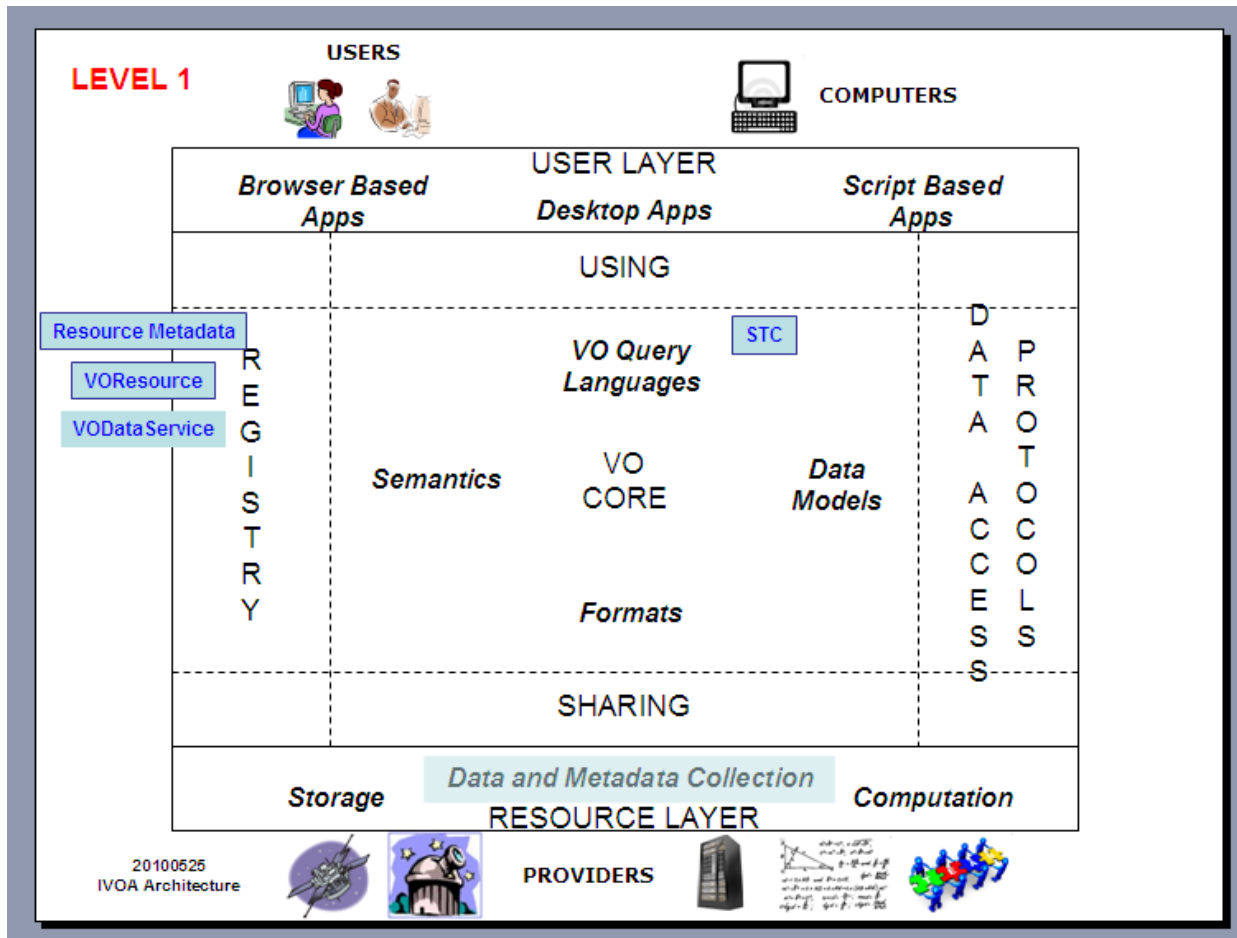 LEVEL 1
USERS
COMPUTERS
USER LAYER
Browser Based
Apps
Desktop Apps
Script Based
Apps
USING
Resource Metadata
VOResource
VODataService
REGISTRY
STC
VO Query
Languages
Semantics
VO
CORE
Data
Models
Formats
DATA ACCESS
PROTOCOLS
SHARING
Storage
Data and Metadata Collection
Computation
RESOURCE LAYER
20100525
IVOA Architecture
PROVIDERS